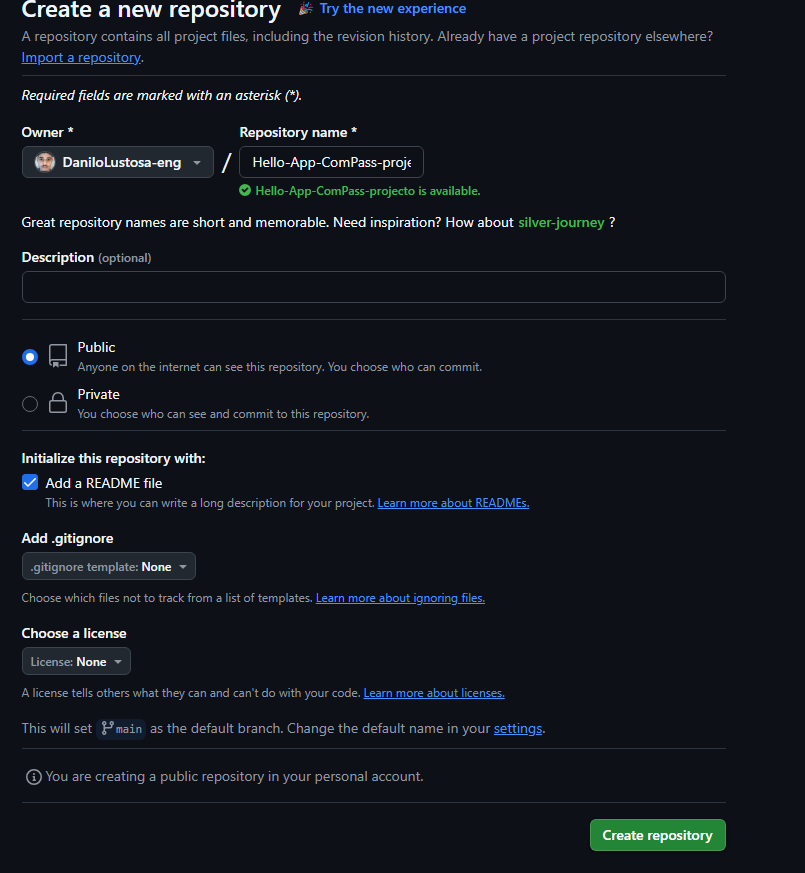 Create a new repository Try the new experience
A repository contains all project files, including the revision history. Already have a project repository elsewhere?
Import a repository.
Required fields are marked with an asterisk (*).
Owner * Repository name *
DaniloLustosa-eng / Hello-App-ComPass-proje
Hello-App-ComPass-projecto is available.
Great repository names are short and memorable. Need inspiration? How about silver-journey ?
Description (optional)
Public
Anyone on the internet can see this repository. You choose who can commit.
Private
You choose who can see and commit to this repository.
Initialize this repository with:
Add a README file
This is where you can write a long description for your project. Learn more about READMEs.
Add .gitignore
.gitignore template: None
Choose which files not to track from a list of templates. Learn more about ignoring files.
Choose a license
License: None
A license tells others what they can and can't do with your code. Learn more about licenses.
This will set main as the default branch. Change the default name in your settings.
You are creating a public repository in your personal account.
Create repository